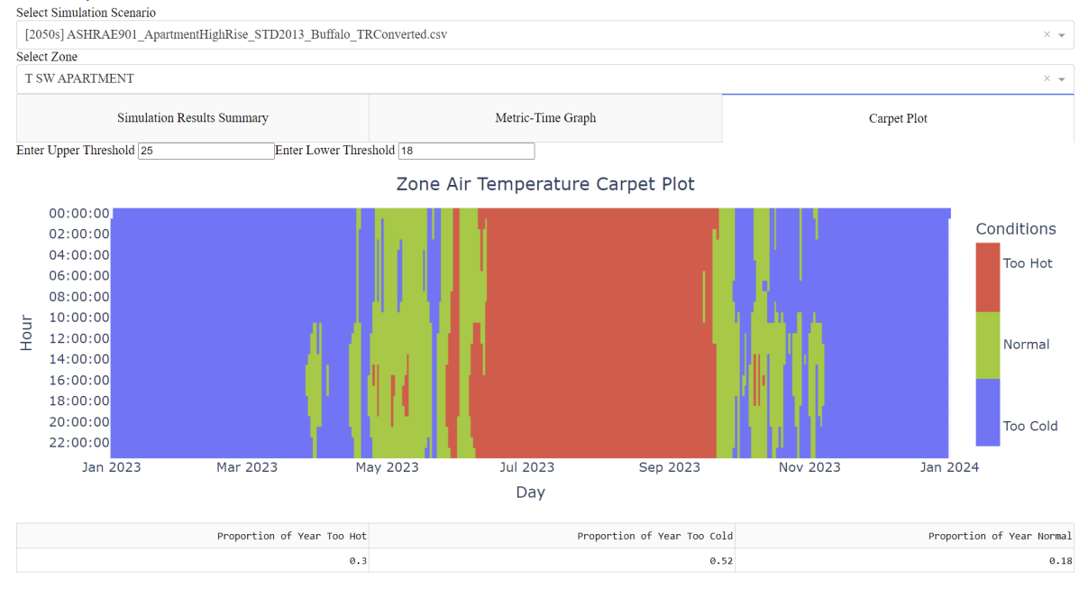 Select Simulation Scenario
[2050s] ASHRAE901_ApartmentHighRise_STD2013_Buffalo_TRConverted.csv
Select Zone
T SW APARTMENT
Simulation Results Summary
Metric-Time Graph
Carpet Plot
Enter Upper Threshold 25 Enter Lower Threshold 18
Zone Air Temperature Carpet Plot
Hour
00:00:00
02:00:00
04:00:00
06:00:00
08:00:00
10:00:00
12:00:00
14:00:00
16:00:00
18:00:00
20:00:00
22:00:00
Jan 2023
Mar 2023
May 2023
Jul 2023
Sep 2023
Nov 2023
Jan 2024
Day
Conditions
Too Hot
Normal
Too Cold
Proportion of Year Too Hot
Proportion of Year Too Cold
Proportion of Year Normal
0.3
0.52
0.18